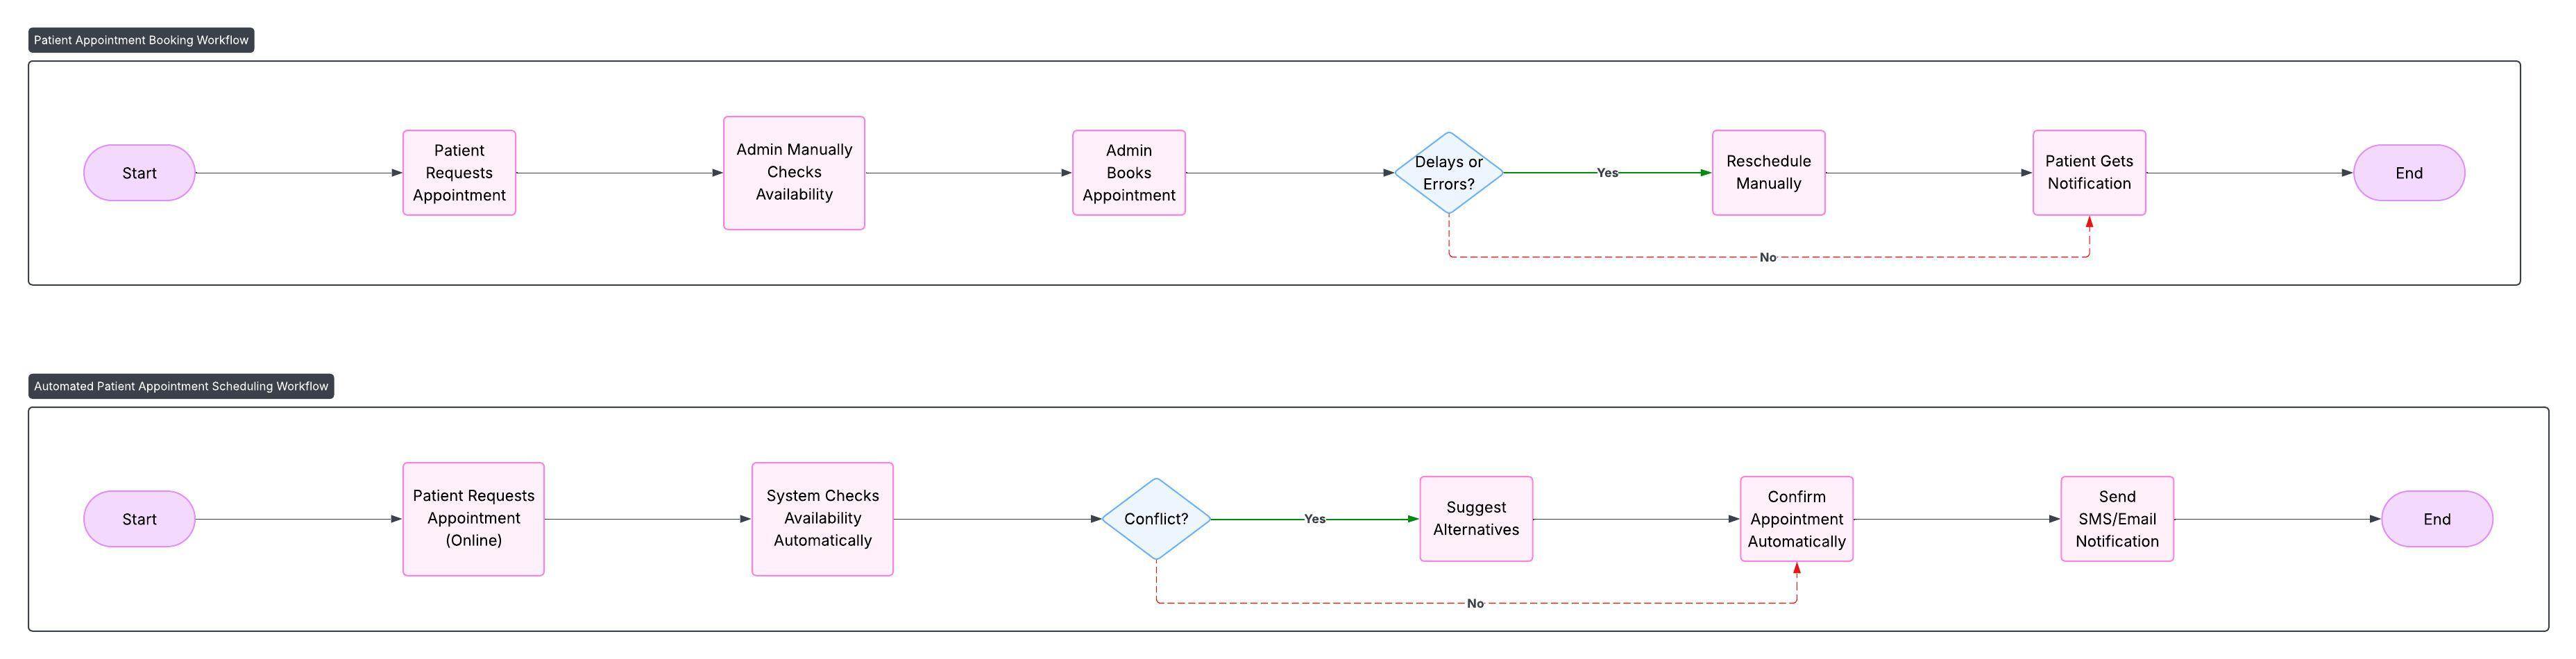 Patient Appointment Booking Workflow
Start
Patient
Requests
Appointment
Admin Manually
Checks
Availability
Admin
Books
Appointment
Delays or
Errors?
Yes
Reschedule
Manually
Patient Gets
Notification
End
No
Automated Patient Appointment Scheduling Workflow
Start
Patient Requests
Appointment
(Online)
System Checks
Availability
Automatically
Conflict?
Yes
Suggest
Alternatives
Confirm
Appointment
Automatically
Send
SMS/Email
Notification
End
No